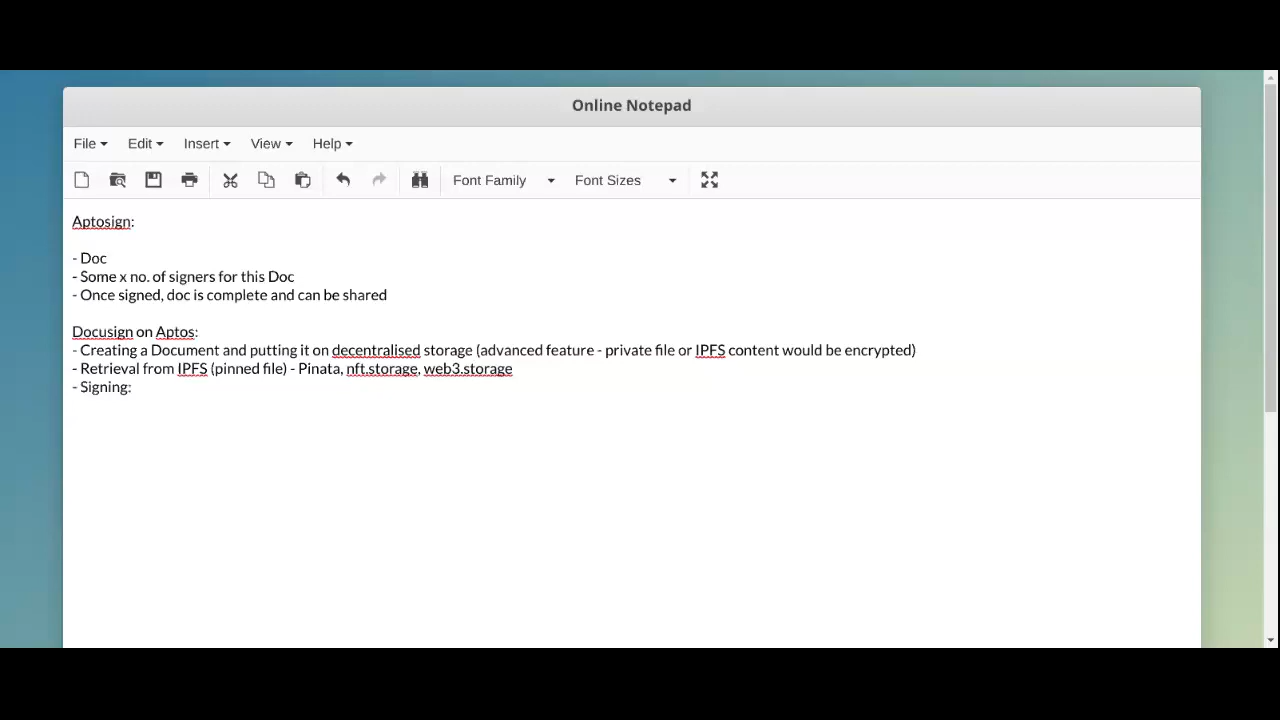 Online Notepad
File Edit Insert View Help
Font Family Font Sizes
Aptosign:
- Doc
- Some x no. of signers for this Doc
- Once signed, doc is complete and can be shared
Docusign on Aptos:
- Creating a Document and putting it on decentralised storage (advanced feature - private file or IPFS content would be encrypted)
- Retrieval from IPFS (pinned file) - Pinata, nft.storage, web3.storage
- Signing: